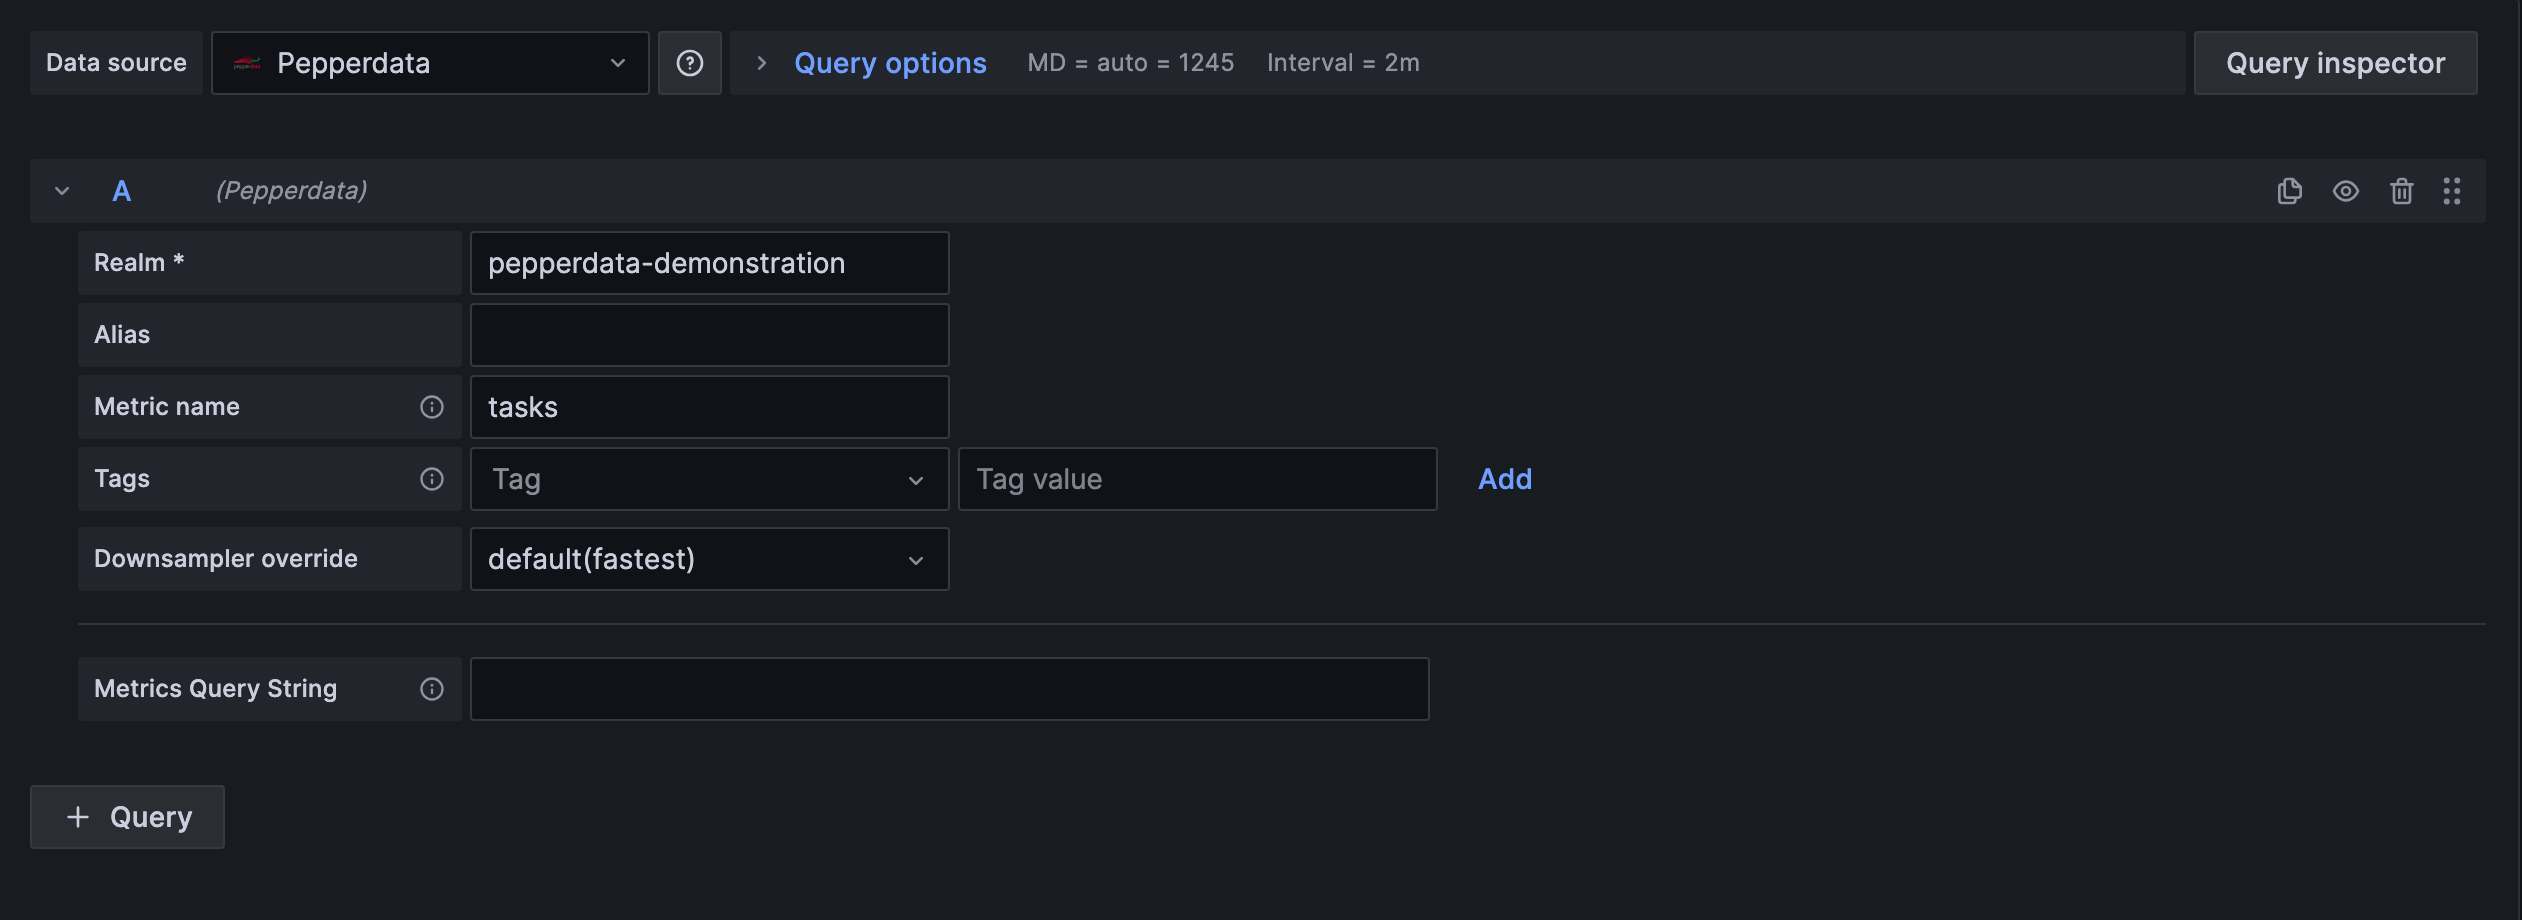 Data source Pepperdata Query options MD = auto = 1245 Interval = 2m Query inspector
A (Pepperdata)
Realm * pepperdata-demonstration
Alias
Metric name tasks
Tags Tag Tag value Add
Downsampler override default(fastest)
Metrics Query String
+ Query